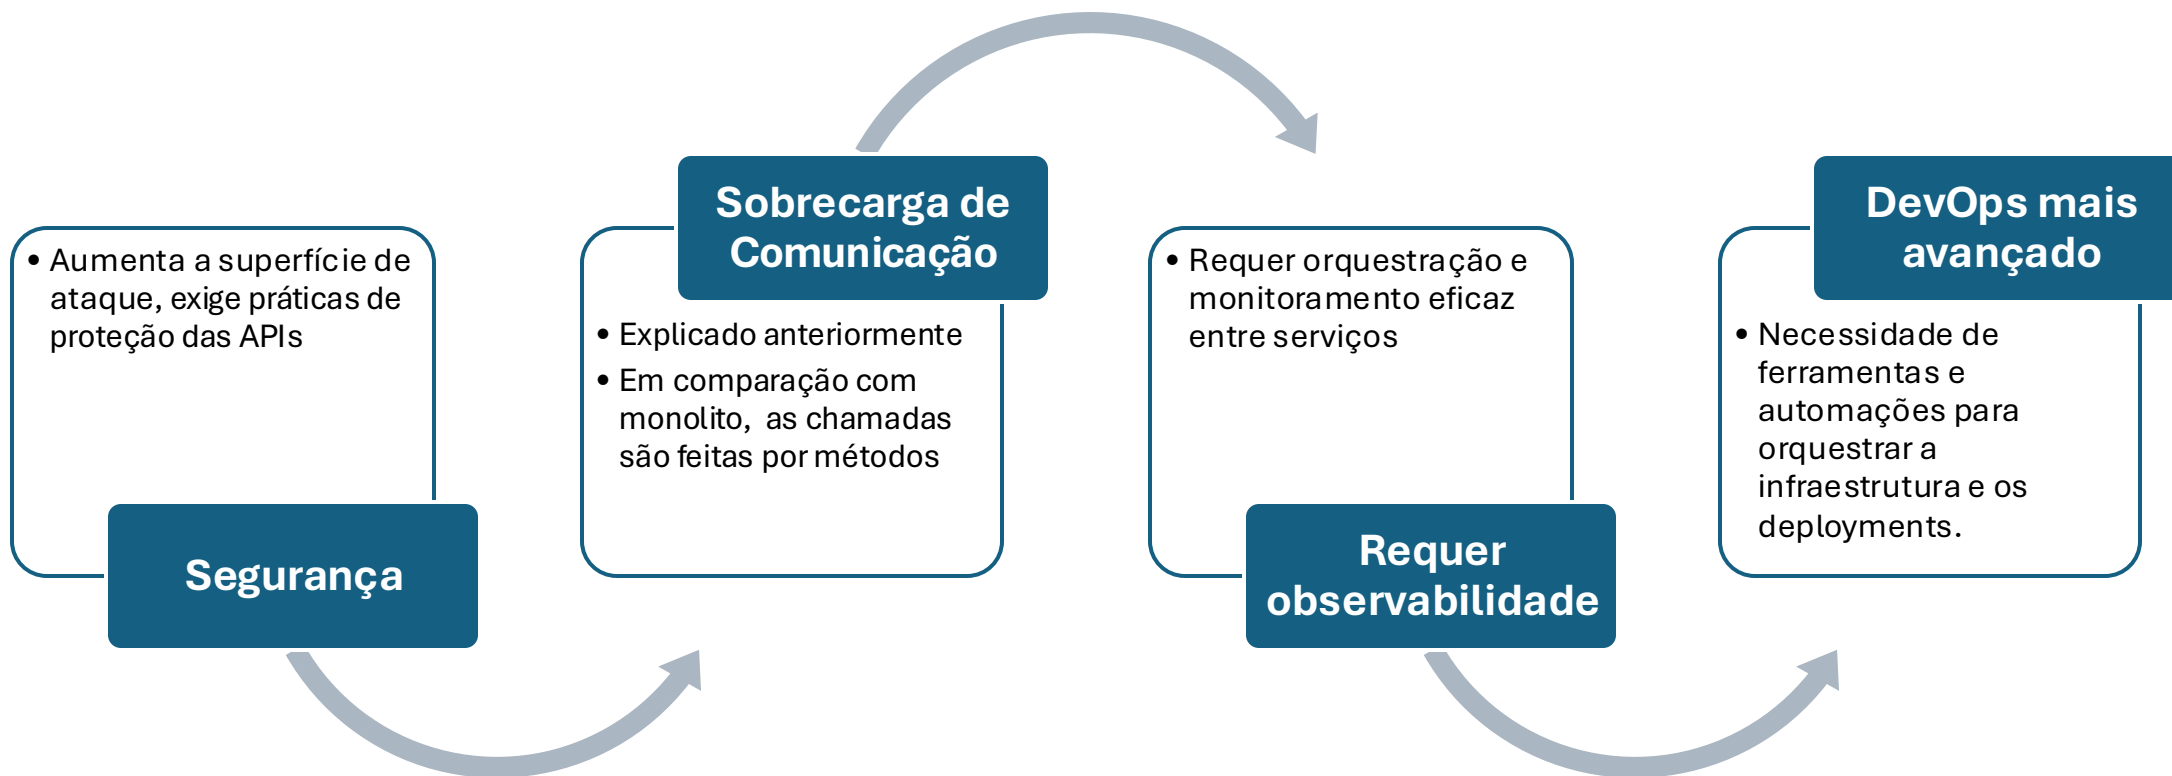 • Aumenta a superfície de
ataque, exige práticas de
proteção das APIs
Segurança
Sobrecarga de
Comunicação
• Explicado anteriormente
• Em comparação com
monolito,  as chamadas
são feitas por métodos
• Requer orquestração e
monitoramento eficaz
entre serviços
Requer
observabilidade
DevOps mais
avançado
• Necessidade de
ferramentas e
automações para
orquestrar a
infraestrutura e os
deployments.